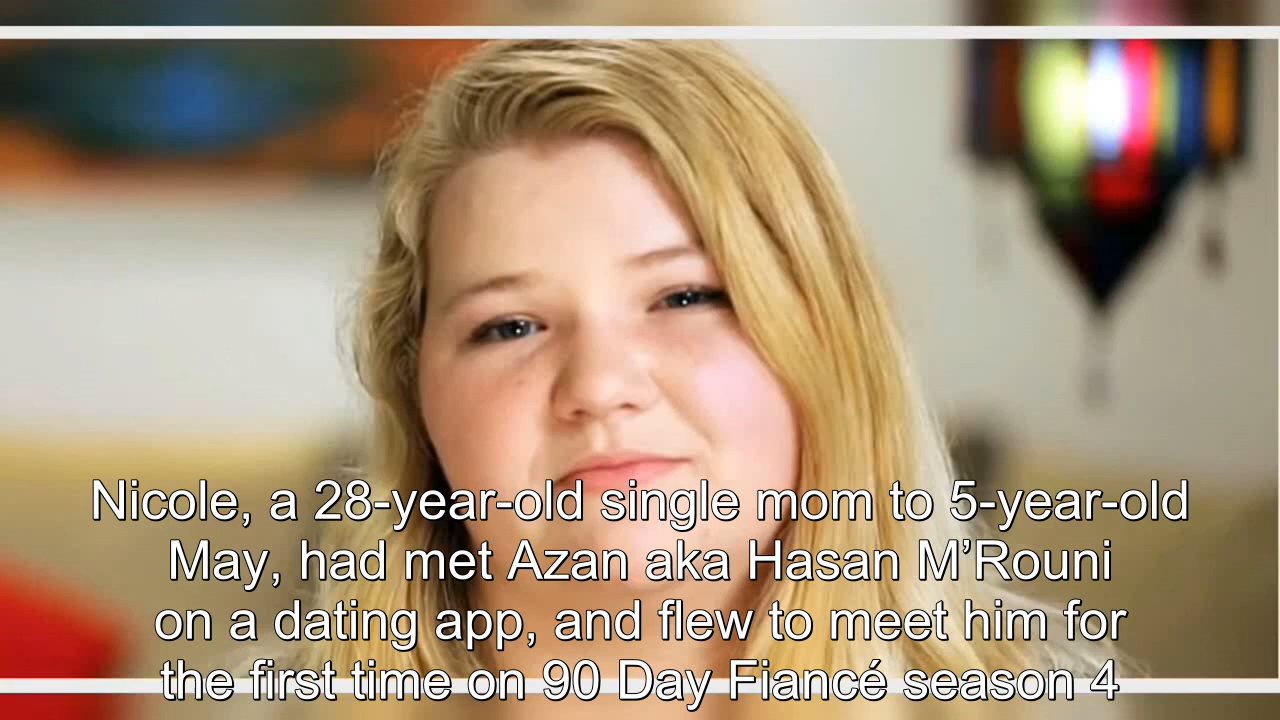 Nicole, a 28-year-old single mom to 5-year-old
May, had met Azan aka Hasan M’Rouni
on a dating app, and flew to meet him for
the first time on 90 Day Fiancé season 4